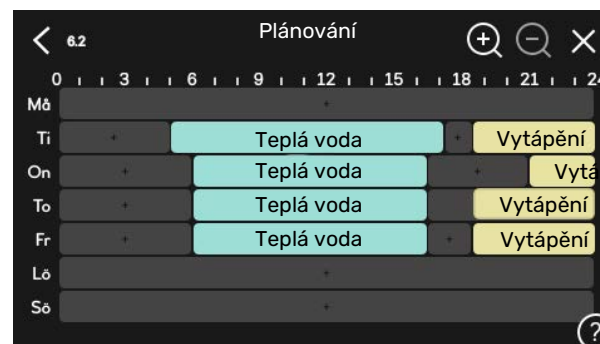 6.2 Plánování
0 3 6 9 12 15 18 21 24
Må
Ti Teplá voda Vytápění
On Teplá voda Vytá
To Teplá voda Vytápění
Fr Teplá voda Vytápění
Lö
Sö
?